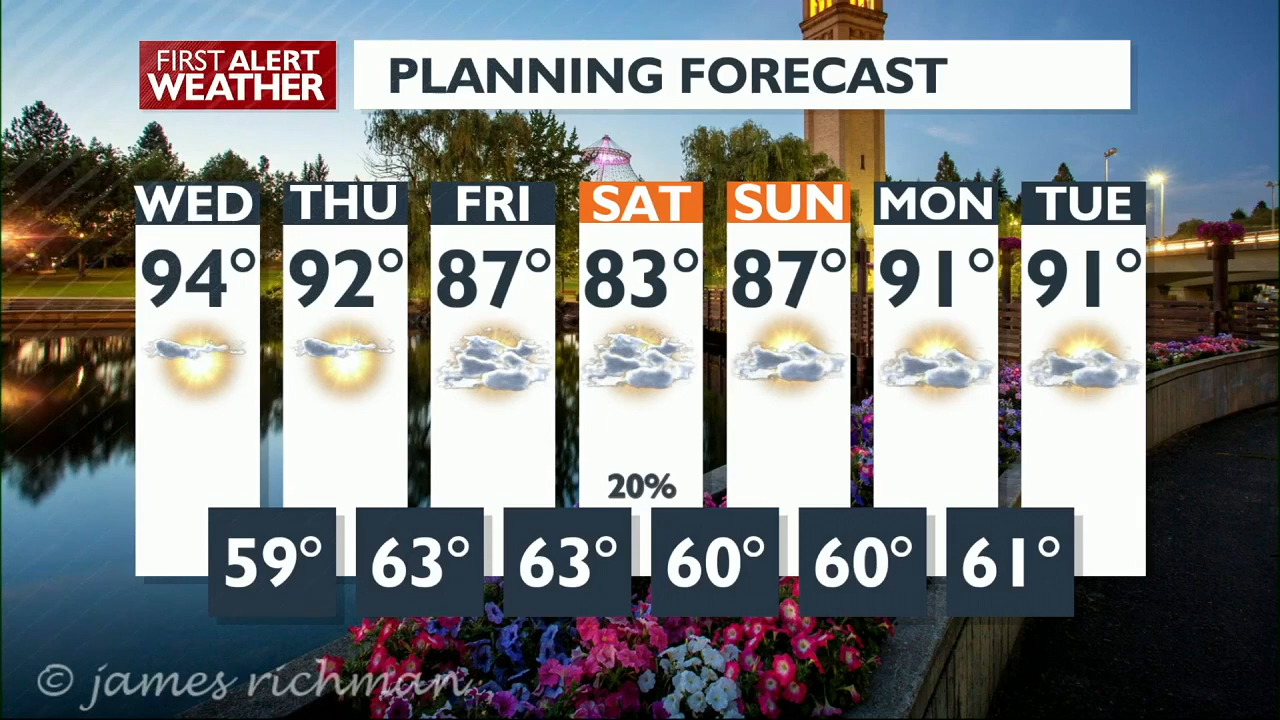 FIRST ALERT
WEATHER
PLANNING FORECAST
WED THU FRI SAT SUN MON TUE
94° 92° 87° 83° 87° 91° 91°
20%
59° 63° 63° 60° 60° 61°
© james richman